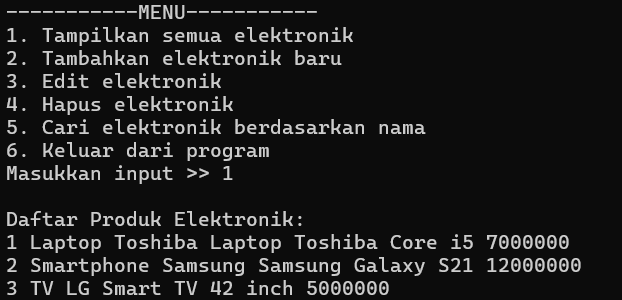 -----------MENU-----------
1. Tampilkan semua elektronik
2. Tambahkan elektronik baru
3. Edit elektronik
4. Hapus elektronik
5. Cari elektronik berdasarkan nama
6. Keluar dari program
Masukkan input >> 1
Daftar Produk Elektronik:
1 Laptop Toshiba Laptop Toshiba Core i5 7000000
2 Smartphone Samsung Samsung Galaxy S21 12000000
3 TV LG Smart TV 42 inch 5000000